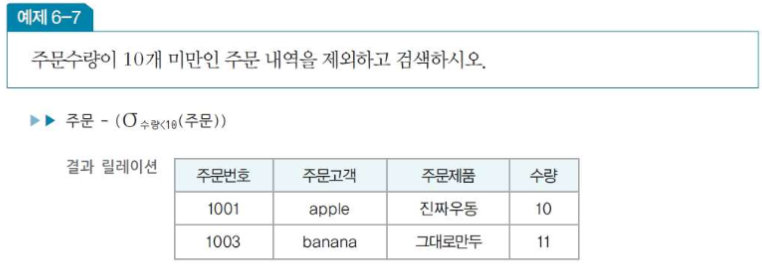 예제 6-7
주문수량이 10개 미만인 주문 내역을 제외하고 검색하시오.
▶▶ 주문 - (σ수량<10(주문))
결과 릴레이션
주문번호 주문고객 주문제품 수량
1001 apple 진짜우동 10
1003 banana 그대로만두 11